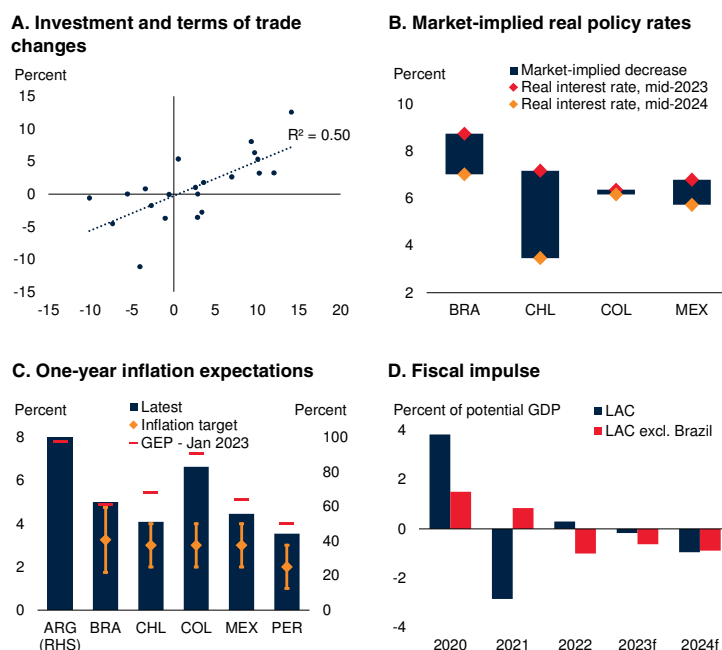 A. Investment and terms of trade
changes
Percent
15
10
5
0
-5
-10
-15
-15 -10 -5 0 5 10 15 20
R² = 0.50
B. Market-implied real policy rates
Percent
Market-implied decrease
Real interest rate, mid-2023
Real interest rate, mid-2024
10
8
6
4
2
BRA CHL COL MEX
C. One-year inflation expectations
Percent
Percent
Latest
Inflation target
GEP - Jan 2023
8
6
4
2
0
100
80
60
40
20
0
ARG BRA CHL COL MEX PER
(RHS)
D. Fiscal impulse
Percent of potential GDP
LAC
LAC excl. Brazil
4
2
0
-2
-4
2020 2021 2022 2023f 2024f